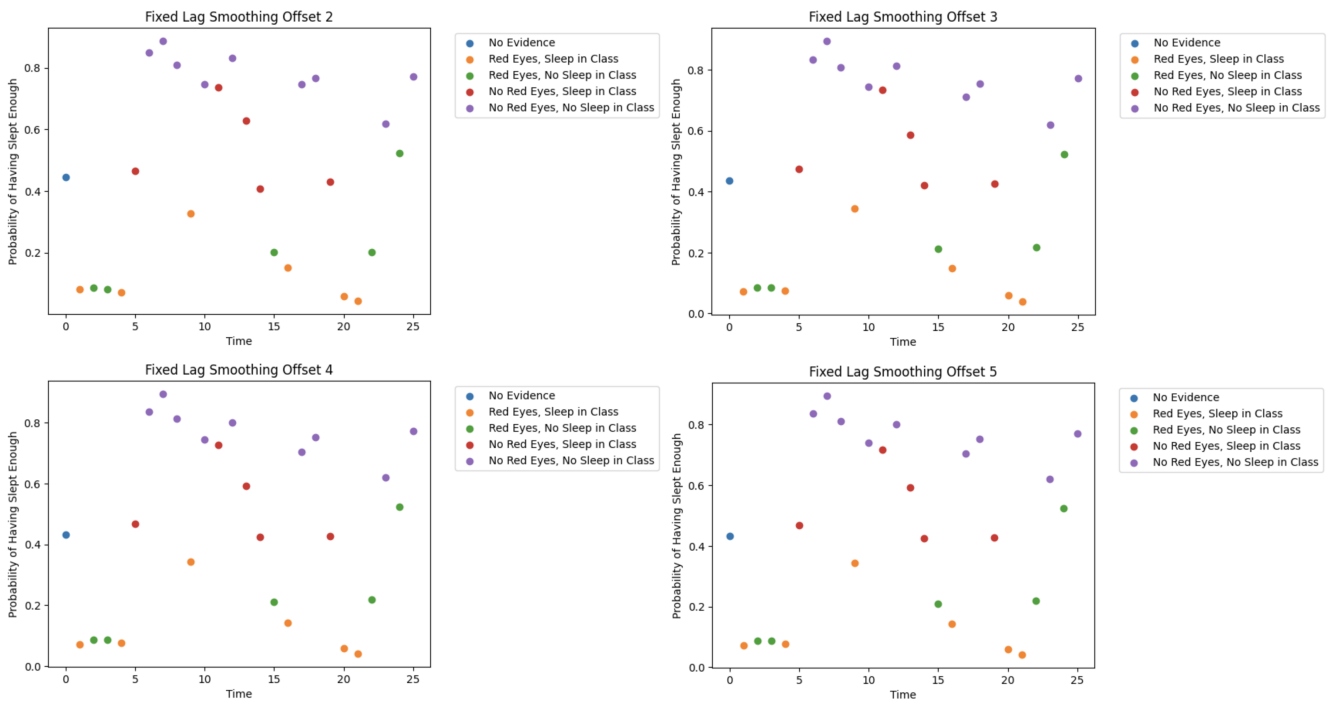 Fixed Lag Smoothing Offset 2
Probability of Having Slept Enough
0.8
0.6
0.4
0.2
0
5
10
15
20
25
Time
No Evidence
Red Eyes, Sleep in Class
Red Eyes, No Sleep in Class
No Red Eyes, Sleep in Class
No Red Eyes, No Sleep in Class
Fixed Lag Smoothing Offset 3
Probability of Having Slept Enough
0.8
0.6
0.4
0.2
0.0
0
5
10
15
20
25
Time
No Evidence
Red Eyes, Sleep in Class
Red Eyes, No Sleep in Class
No Red Eyes, Sleep in Class
No Red Eyes, No Sleep in Class
Fixed Lag Smoothing Offset 4
Probability of Having Slept Enough
0.8
0.6
0.4
0.2
0.0
0
5
10
15
20
25
Time
No Evidence
Red Eyes, Sleep in Class
Red Eyes, No Sleep in Class
No Red Eyes, Sleep in Class
No Red Eyes, No Sleep in Class
Fixed Lag Smoothing Offset 5
Probability of Having Slept Enough
0.8
0.6
0.4
0.2
0.0
0
5
10
15
20
25
Time
No Evidence
Red Eyes, Sleep in Class
Red Eyes, No Sleep in Class
No Red Eyes, Sleep in Class
No Red Eyes, No Sleep in Class